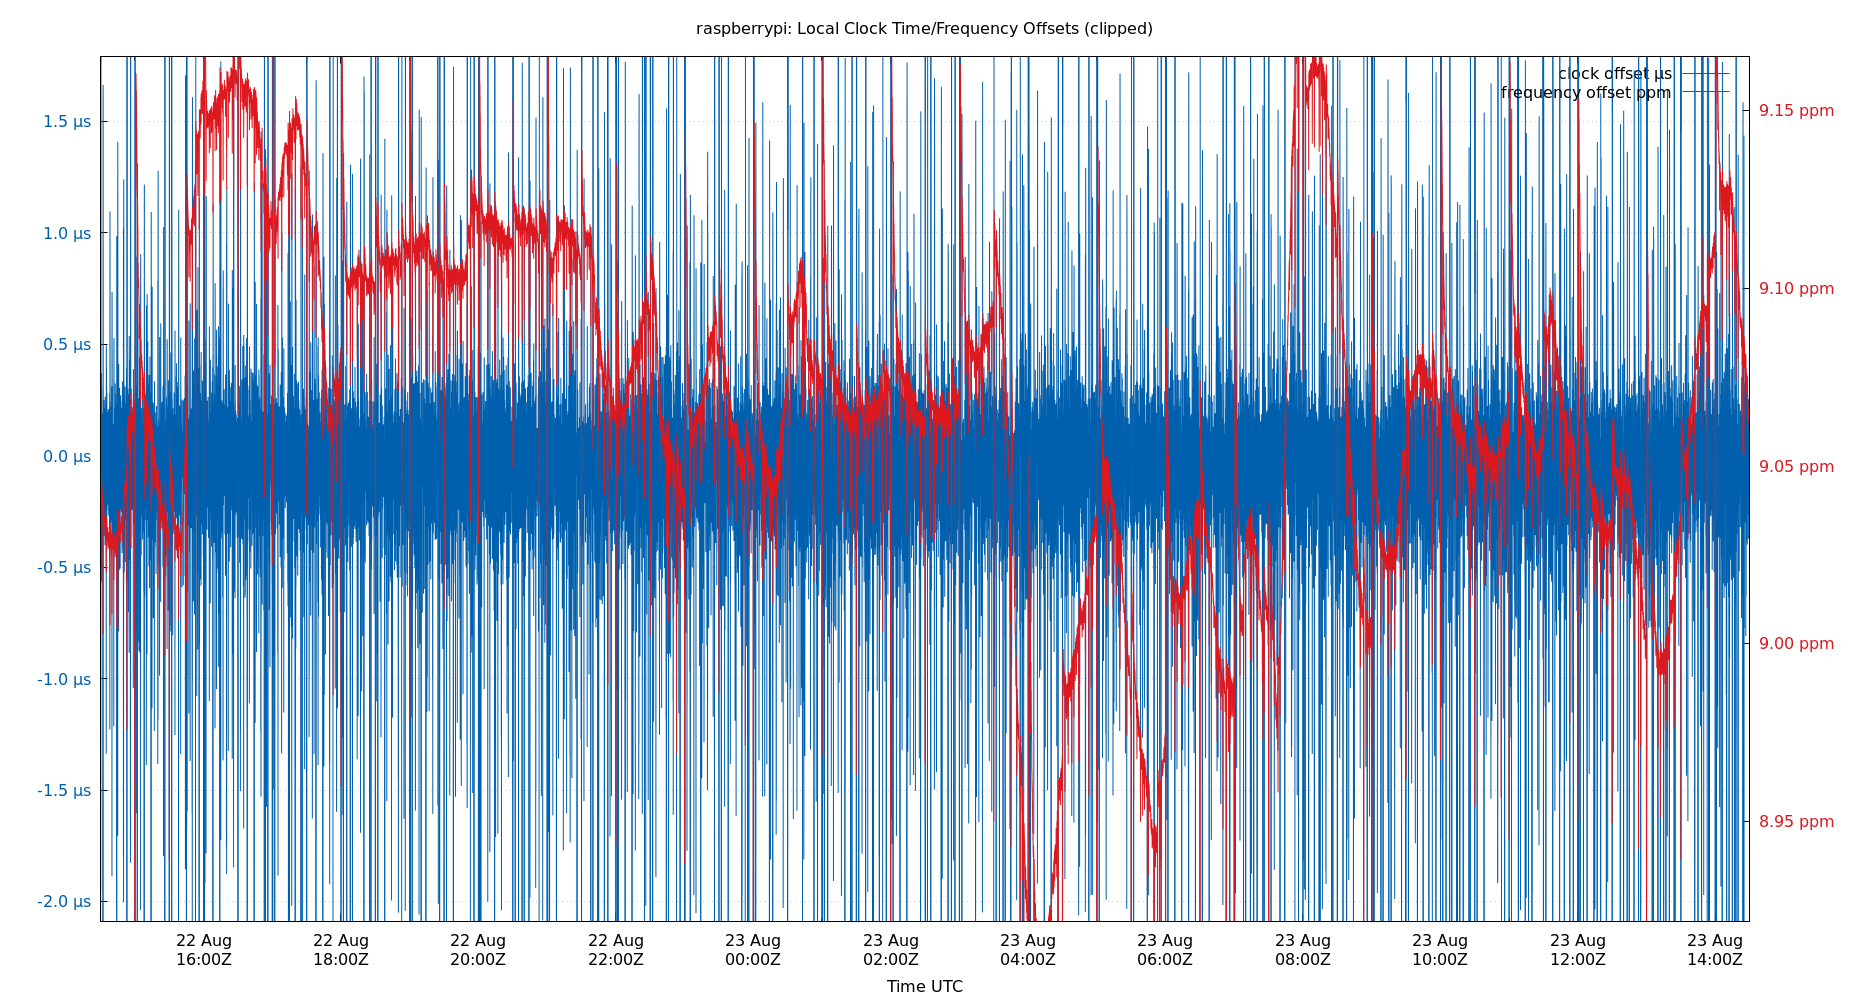 raspberrypi: Local Clock Time/Frequency Offsets (clipped)
clock offset µs
frequency offset ppm
1.5 µs
1.0 µs
0.5 µs
0.0 µs
-0.5 µs
-1.0 µs
-1.5 µs
-2.0 µs
9.15 ppm
9.10 ppm
9.05 ppm
9.00 ppm
8.95 ppm
22 Aug
16:00Z
22 Aug
18:00Z
22 Aug
20:00Z
22 Aug
22:00Z
23 Aug
00:00Z
23 Aug
02:00Z
23 Aug
04:00Z
23 Aug
06:00Z
23 Aug
08:00Z
23 Aug
10:00Z
23 Aug
12:00Z
23 Aug
14:00Z
Time UTC